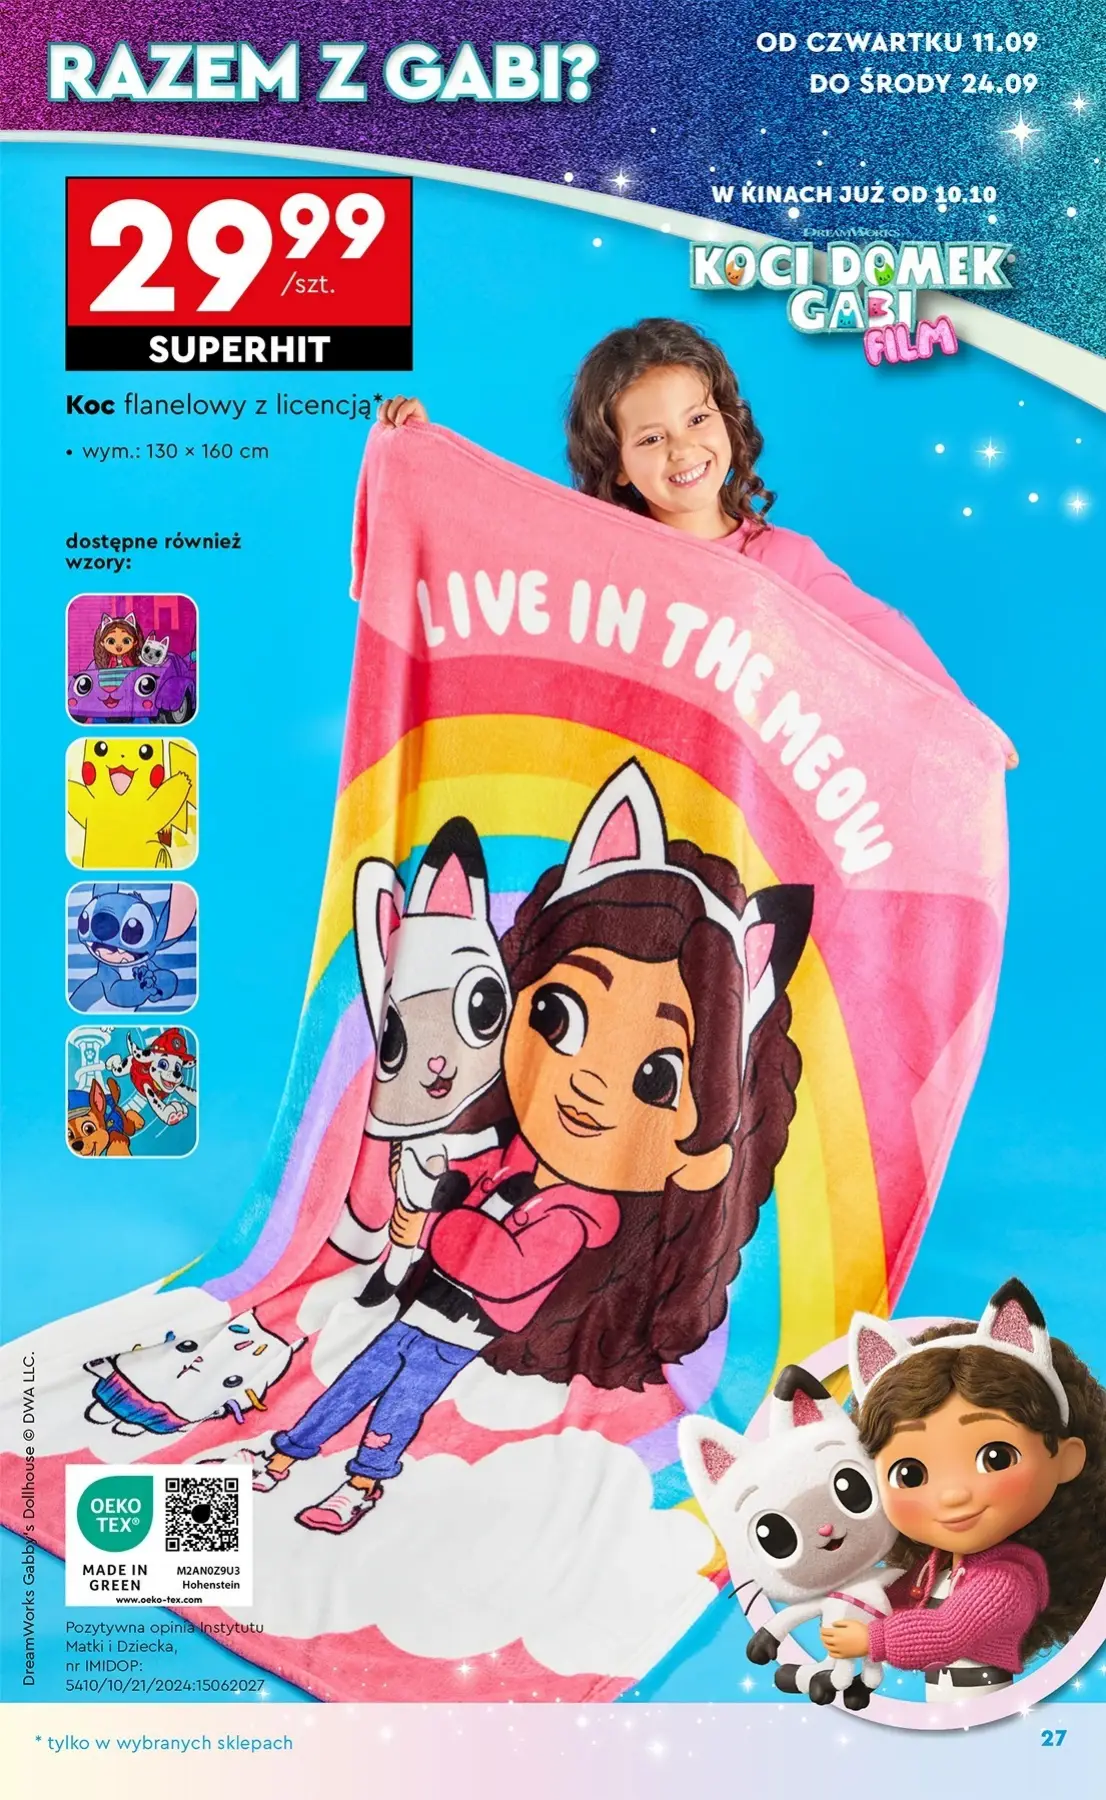 RAZEM Z GABI?
OD CZWARTKU 11.09
DO ŚRODY 24.09
W KINACH JUŻ OD 10.10
DREAMWORKS
KOCI DOMEK
GABI
FILM
29 99
/szt.
SUPERHIT
Koc flanelowy z licencją*
• wym.: 130 × 160 cm
dostępne również
wzory:
LIVE IN THE MEOW
DreamWorks Gabby's Dollhouse © DWA LLC.
OEKO
TEX®
MADE IN
GREEN
M2AN0Z9U3
Hohenstein
www.oeko-tex.com
Pozytywna opinia Instytutu
Matki i Dziecka,
nr IMIDOP:
5410/10/21/2024:15062027
* tylko w wybranych sklepach
27